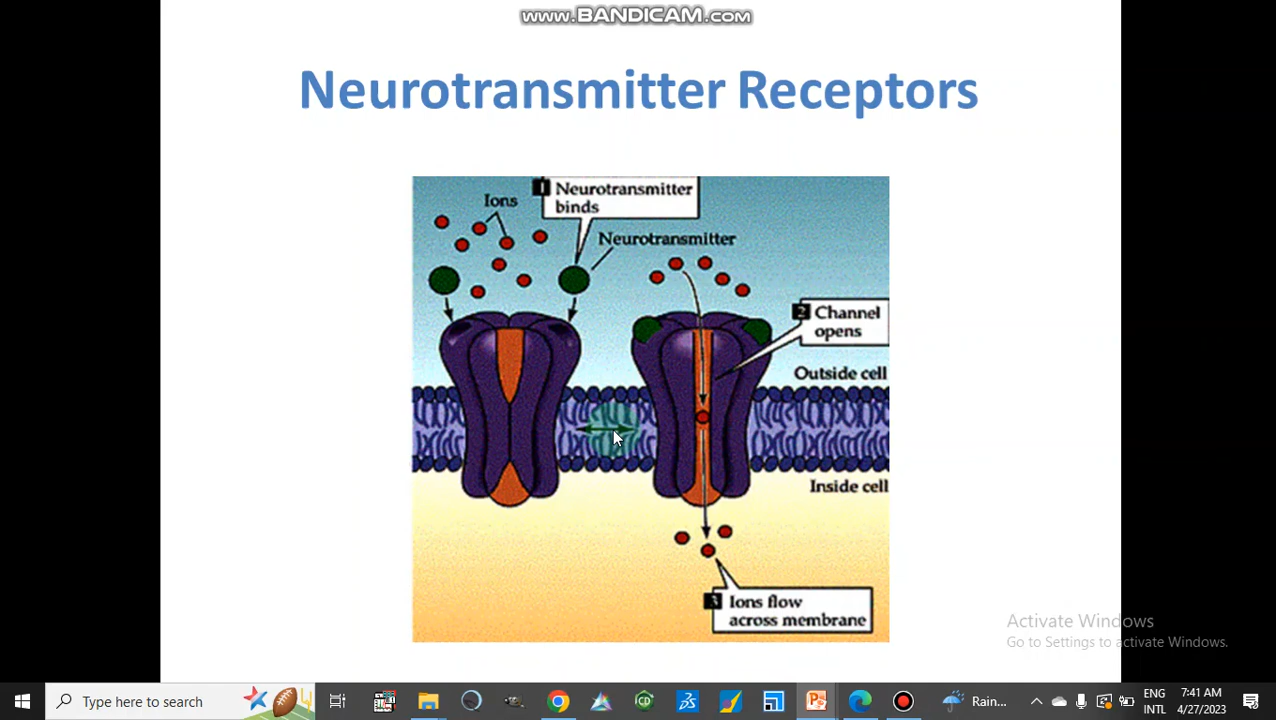 WWW.BANDICAM.COM
Neurotransmitter Receptors
Ions
1 Neurotransmitter
binds
Neurotransmitter
2 Channel
opens
Outside cell
Inside cell
3 Ions flow
across membrane
Activate Windows
Go to Settings to activate Windows.
Type here to search
Rain...
ENG
INTL
7:41 AM
4/27/2023